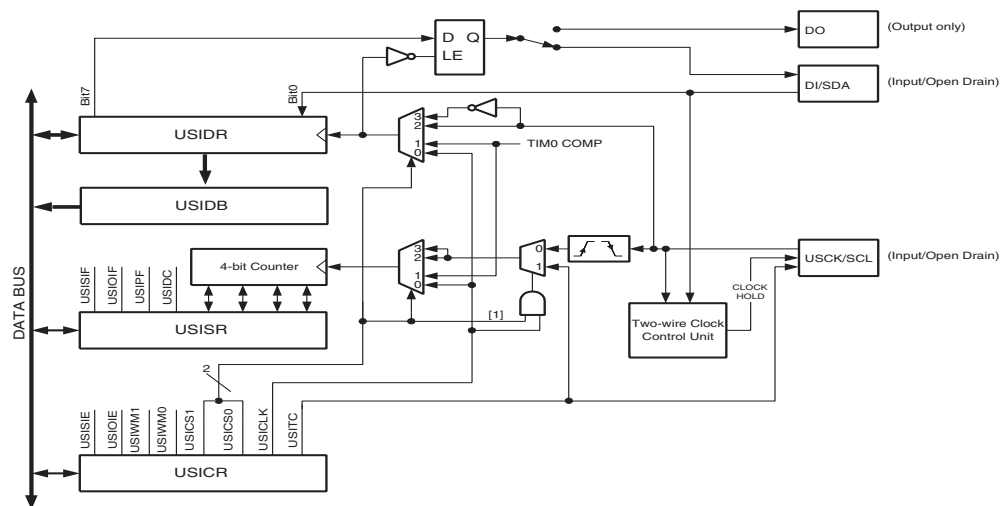 D Q
LE
DO
(Output only)
DI/SDA
(Input/Open Drain)
Bit7
Bit0
USIDR
3
2
1
0
TIM0 COMP
USIDB
DATA BUS
4-bit Counter
3
2
1
0
0
1
USCK/SCL
(Input/Open Drain)
CLOCK
HOLD
USISIF
USIOIF
USIPF
USIDC
USISR
[1]
Two-wire Clock
Control Unit
2
USISIE
USIOIE
USIWM1
USIWM0
USICS1
USICS0
USICLK
USITC
USICR